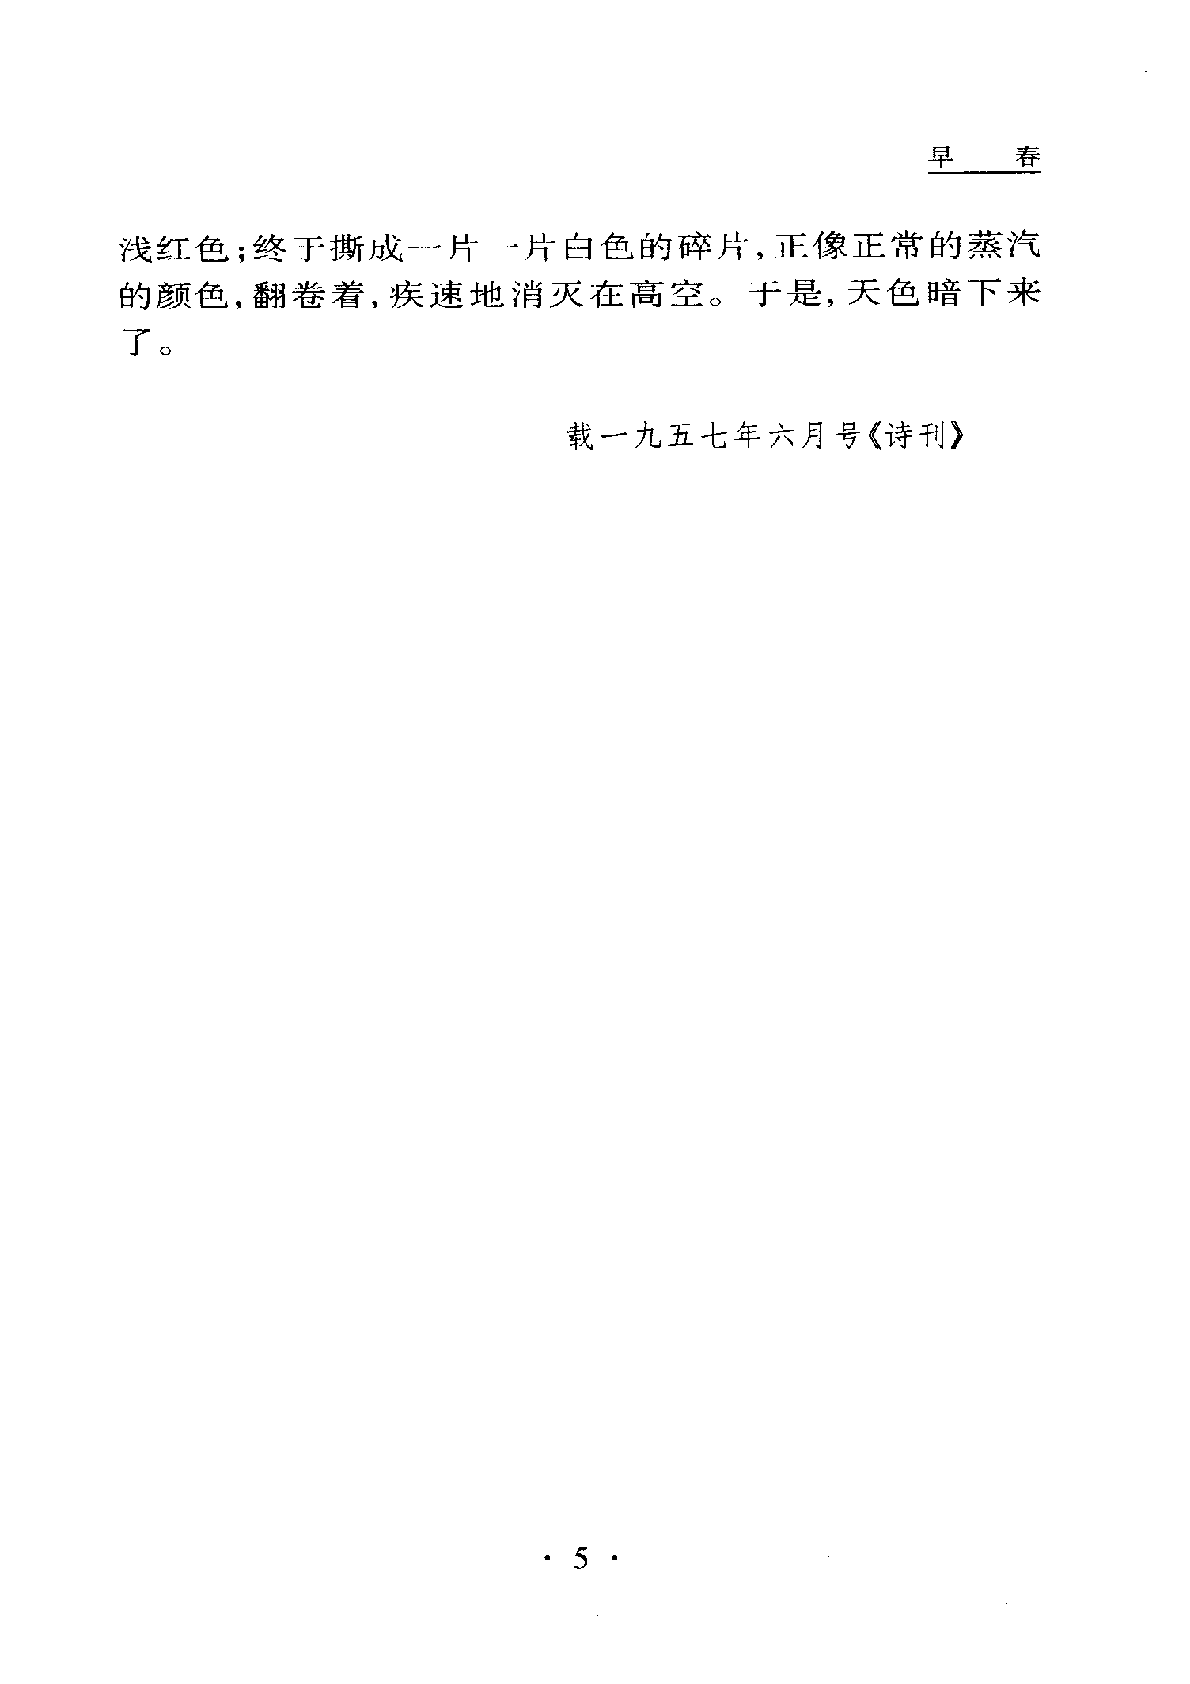 早 春
浅红色；终于撕成一片一片白色的碎片，正像正常的蒸汽
的颜色，翻卷着，疾速地消灭在高空。于是，天色暗下来
了。
载一九五七年六月号《诗刊》
· 5 ·